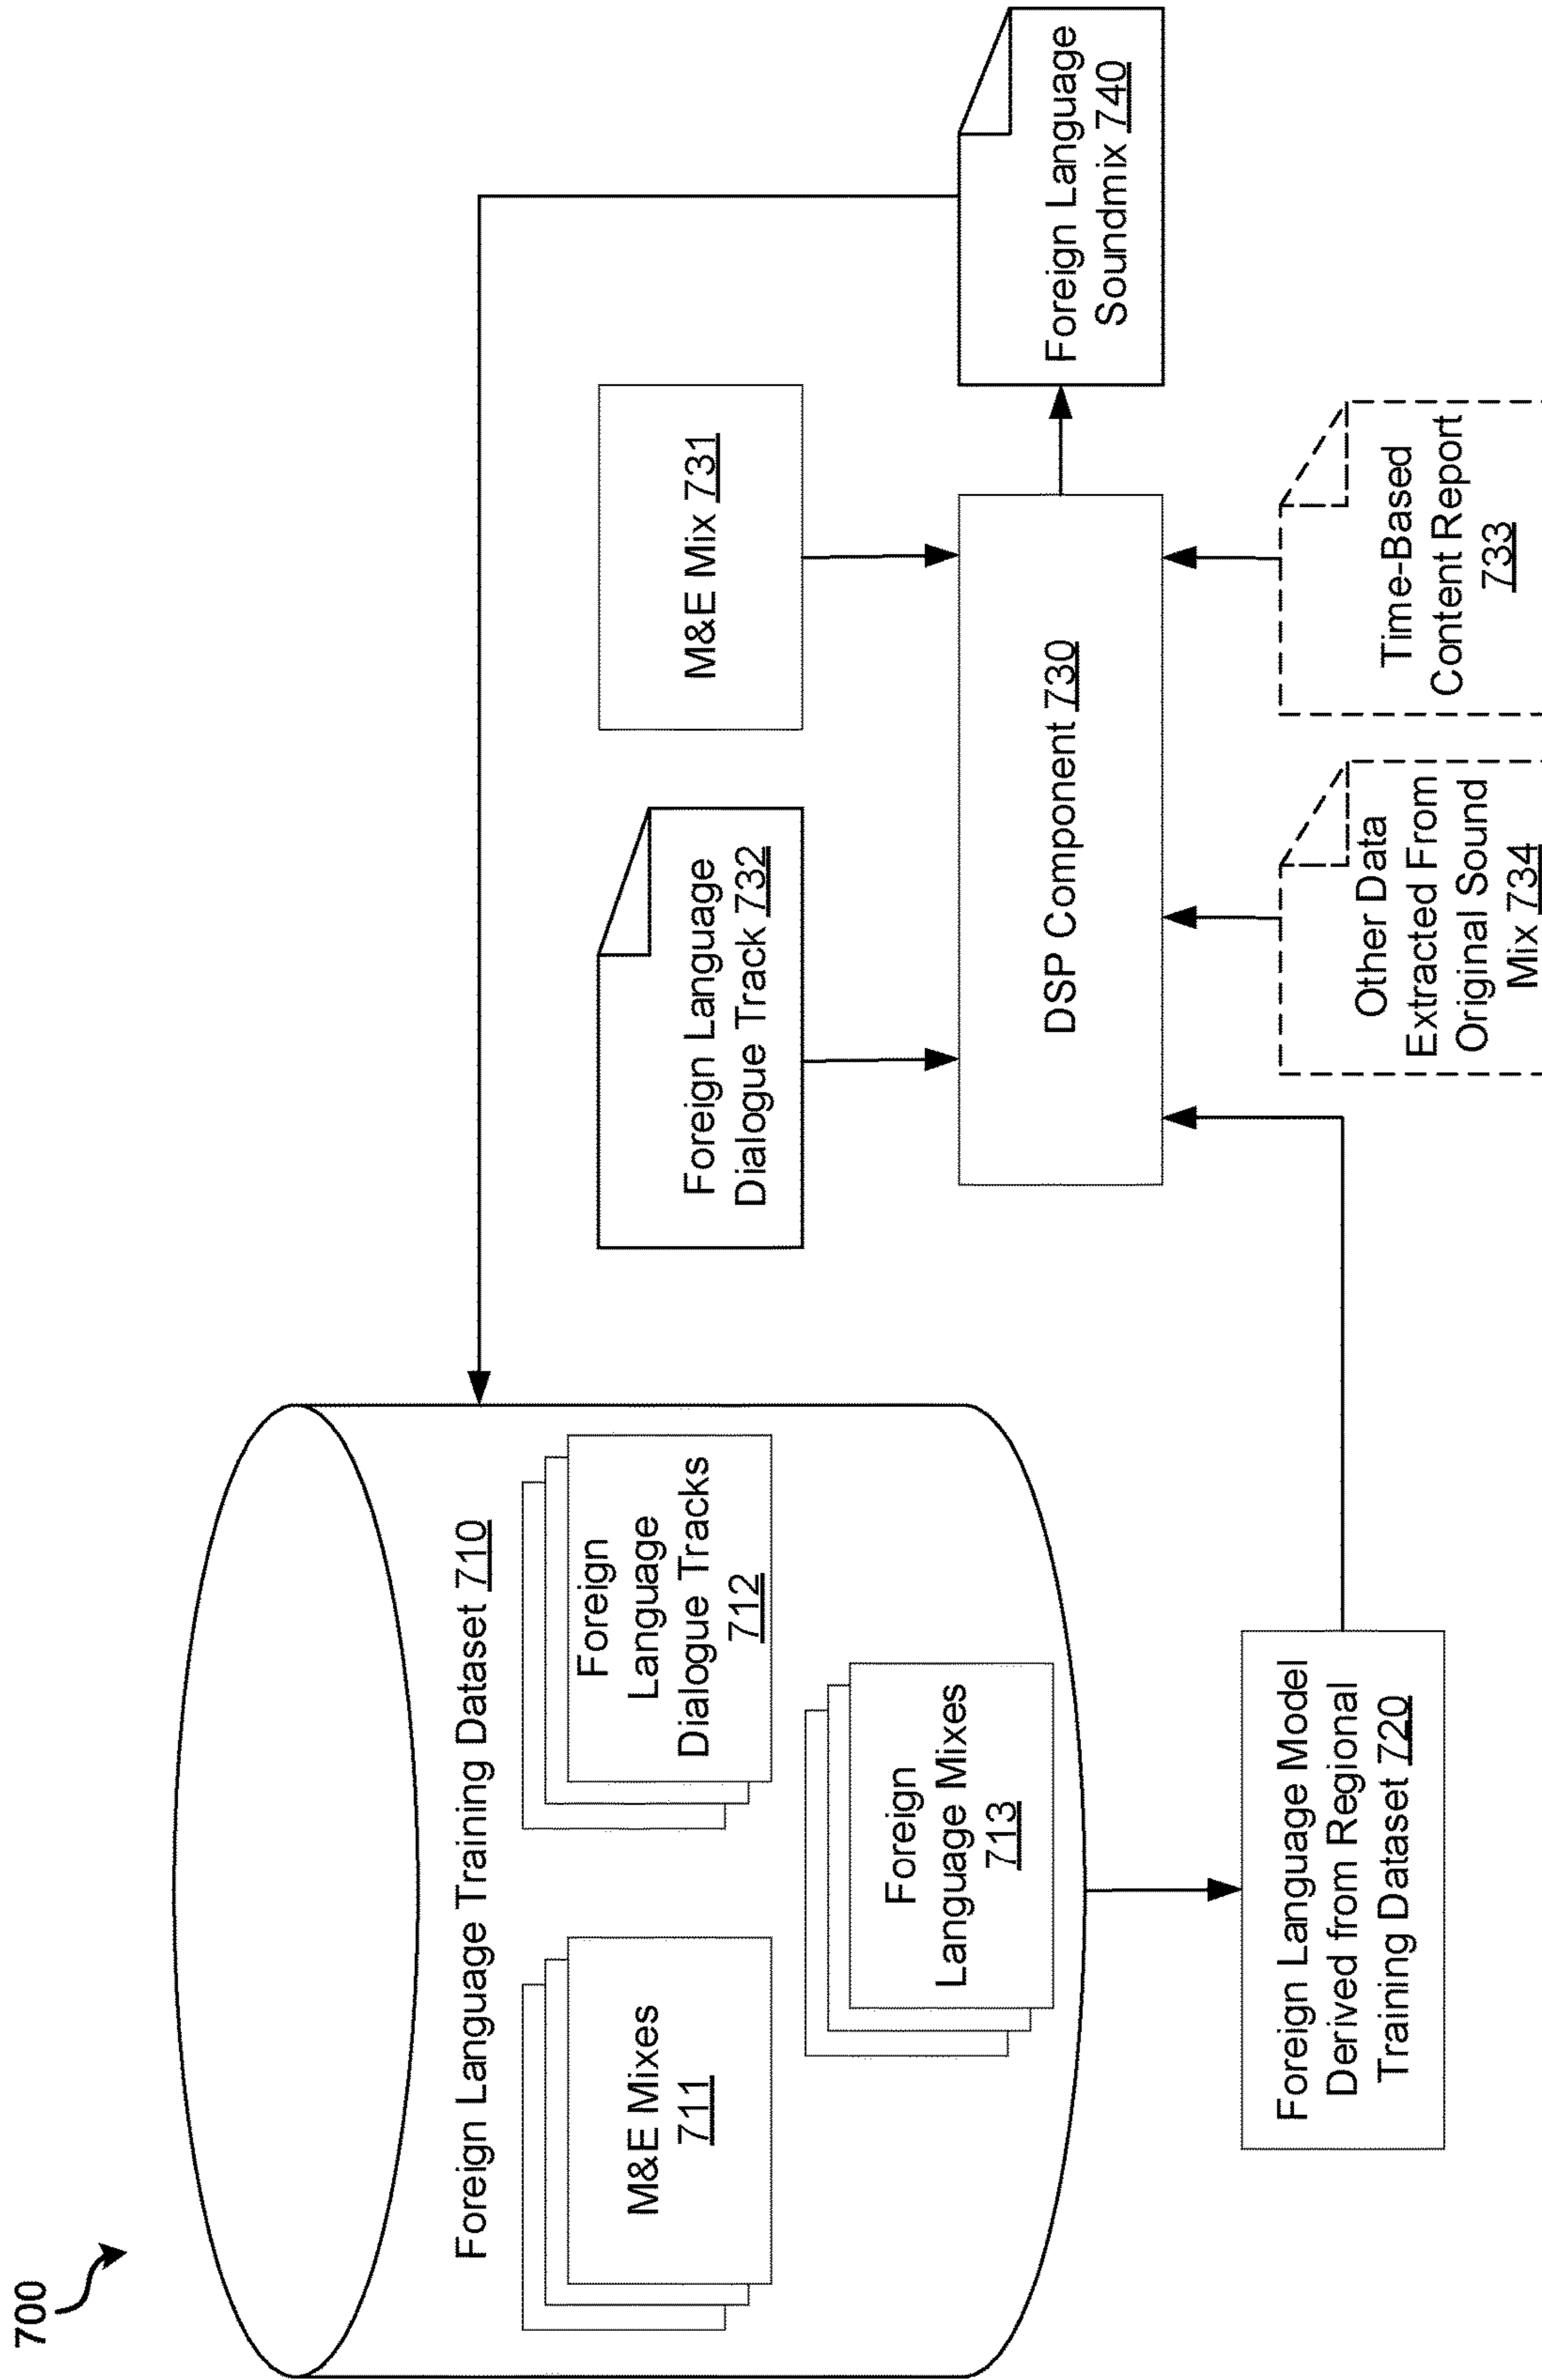 700
Foreign Language Training Dataset 710
M&E Mixes
711
Foreign
Language
Dialogue Tracks
712
Foreign
Language Mixes
713
Foreign Language Model
Derived from Regional
Training Dataset 720
Foreign Language
Dialogue Track 732
M&E Mix 731
DSP Component 730
Other Data
Extracted From
Original Sound
Mix 734
Time-Based
Content Report
733
Foreign Language
Soundmix 740